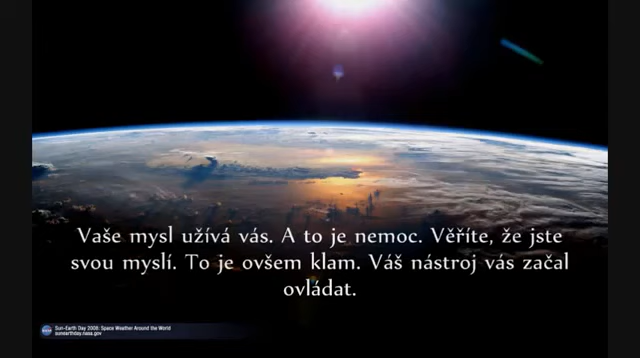 Vaše mysl užívá vás. A to je nemoc. Věříte, že jste
svou myslí. To je ovšem klam. Váš nástroj vás začal
ovládat.
Sun-Earth Day 2008: Space Weather Around the World
sunearthday.nasa.gov